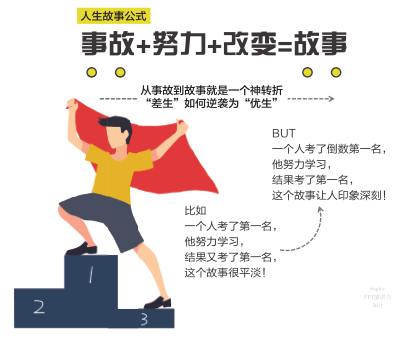 人生故事公式
事故+努力+改变=故事
从事故到故事就是一个神转折
“差生”如何逆袭为“优生”
BUT
一个人考了倒数第一名，
他努力学习，
结果考了第一名，
这个故事让人印象深刻！
比如
一个人考了第一名，
他努力学习，
结果又考了第一名，
这个故事很平淡！
1
2
3